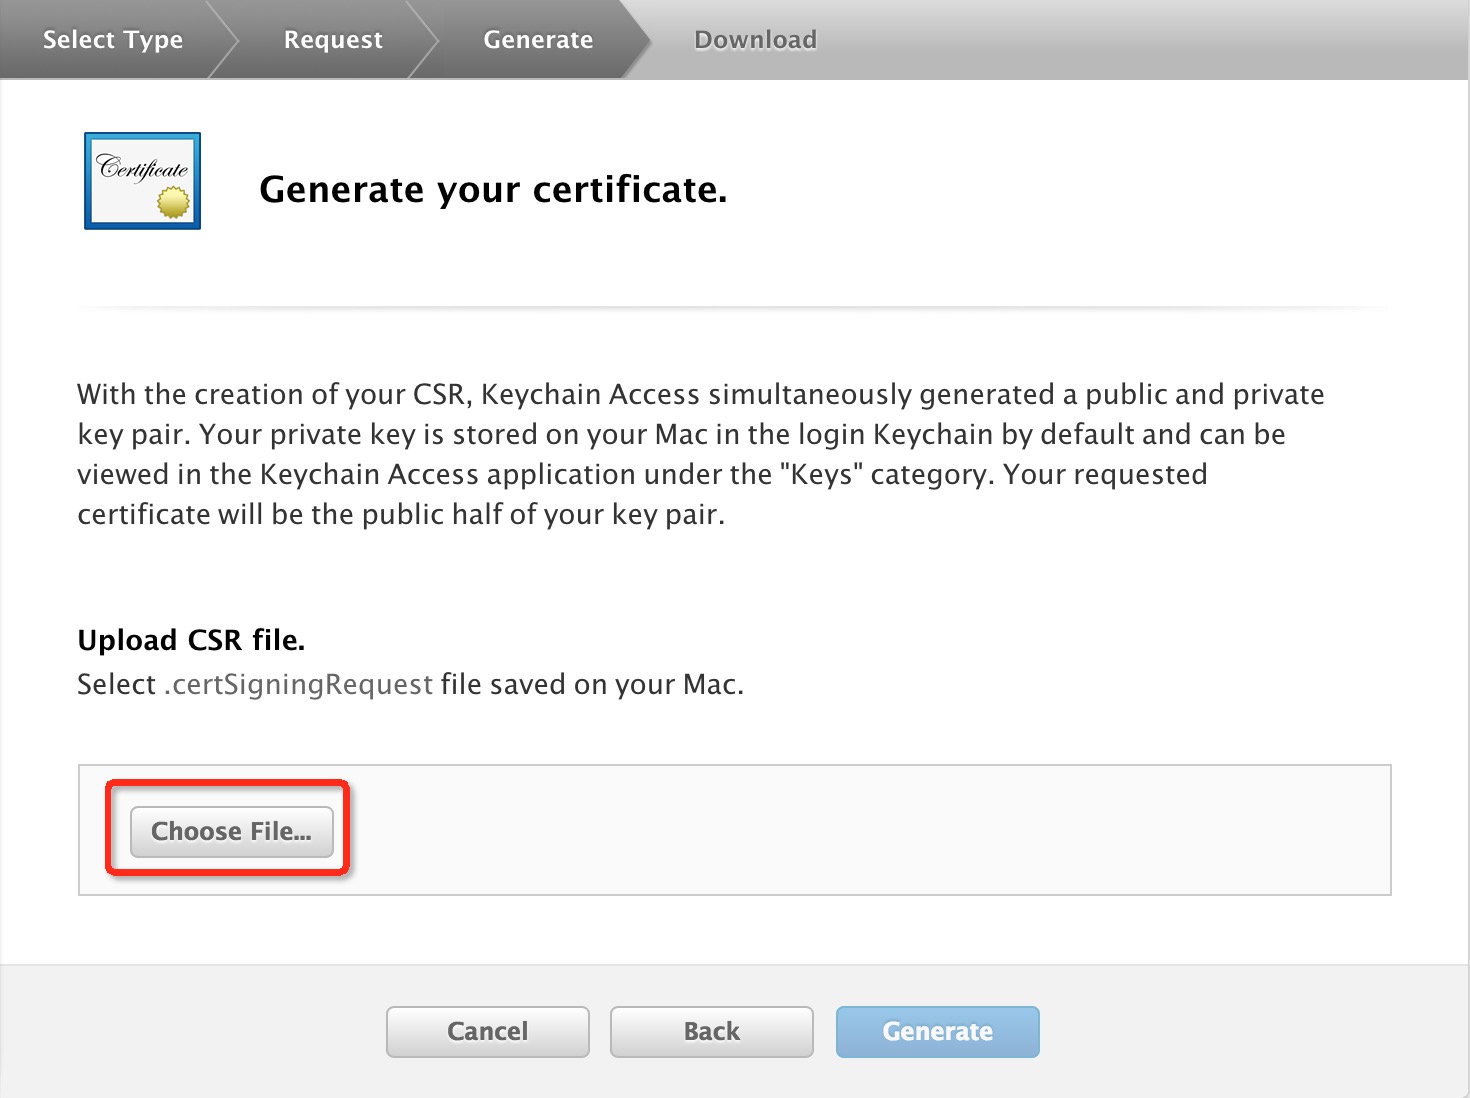 Select Type
Request
Generate
Download
Certificate
Generate your certificate.
With the creation of your CSR, Keychain Access simultaneously generated a public and private
key pair. Your private key is stored on your Mac in the login Keychain by default and can be
viewed in the Keychain Access application under the "Keys" category. Your requested
certificate will be the public half of your key pair.
Upload CSR file.
Select .certSigningRequest file saved on your Mac.
Choose File...
Cancel
Back
Generate